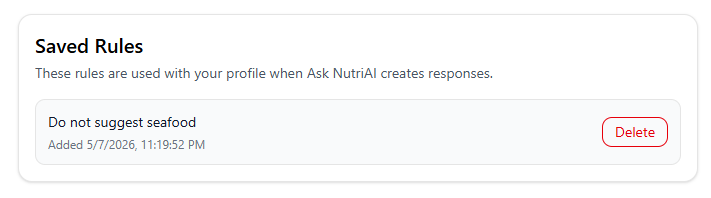 Saved Rules
These rules are used with your profile when Ask NutriAI creates responses.
Do not suggest seafood
Added 5/7/2026, 11:19:52 PM
Delete